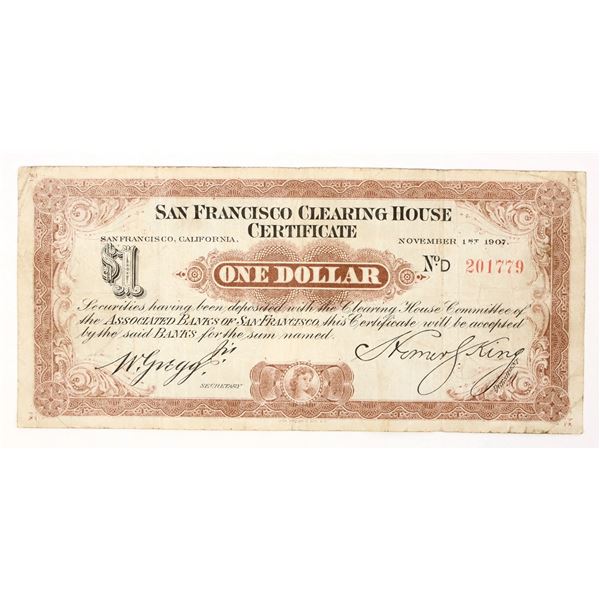 SAN FRANCISCO CLEARING HOUSE
CERTIFICATE
SAN FRANCISCO, CALIFORNIA. NOVEMBER 1ST 1907.
$1 ONE DOLLAR No D 201779
Securities having been deposited with the Clearing House Committee of
the ASSOCIATED BANKS OF SAN FRANCISCO, this Certificate will be accepted
by the said BANKS for the sum named.
W. Gregg Jr. Homer S King
SECRETARY PRESIDENT